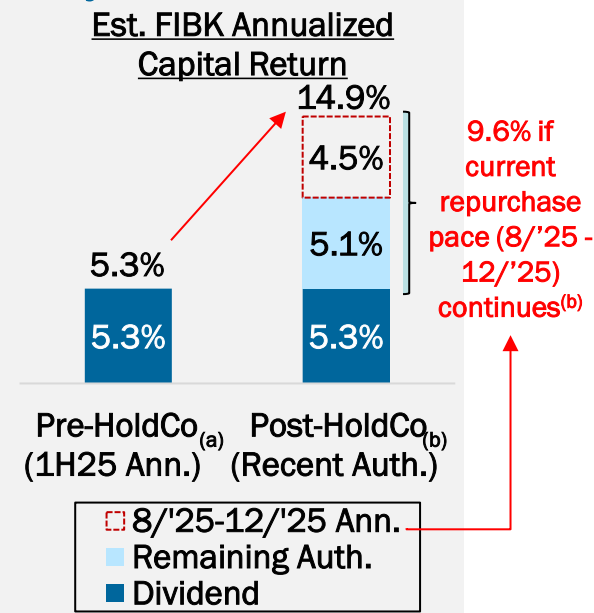 Est. FIBK Annualized
Capital Return
14.9%
4.5%
5.1%
5.3%
5.3%
5.3%
9.6% if
current
repurchase
pace (8/’25 -
12/’25)
continues(b)
Pre-HoldCo(a)
(1H25 Ann.)
Post-HoldCo(b)
(Recent Auth.)
8/'25-12/'25 Ann.
Remaining Auth.
Dividend